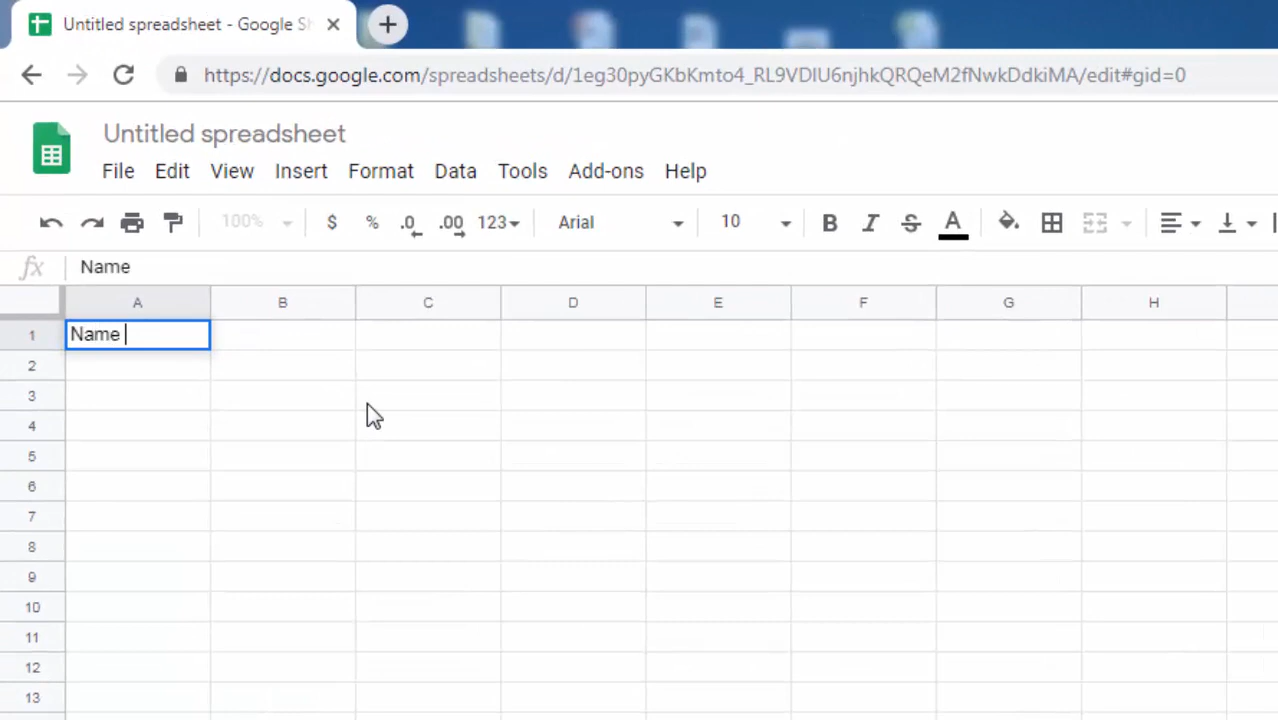 Untitled spreadsheet - Google Sh
https://docs.google.com/spreadsheets/d/1eg30pyGKbKmto4_RL9VDIU6njhkQRQeM2fNwkDdkiMA/edit#gid=0
Untitled spreadsheet
File Edit View Insert Format Data Tools Add-ons Help
100% $ % .0 .00 123 Arial 10 B I S A
fx Name
A B C D E F G H
1 Name
2
3
4
5
6
7
8
9
10
11
12
13